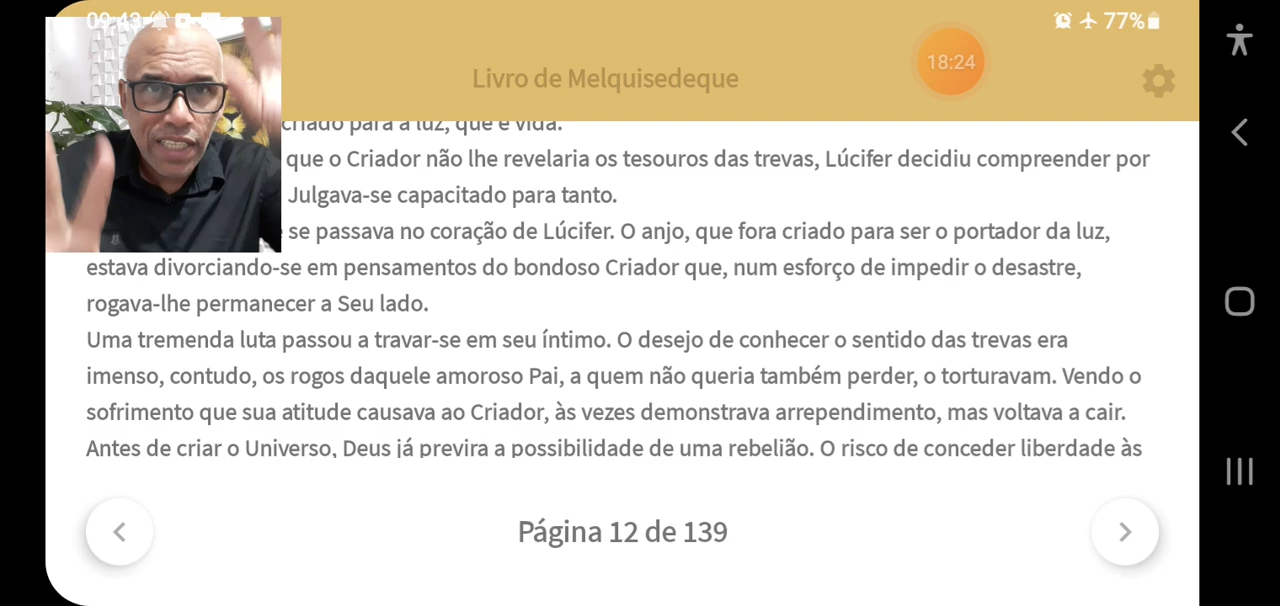 09:43
77%
18:24
Livro de Melquisedeque
criado para a luz, que é vida.
que o Criador não lhe revelaria os tesouros das trevas, Lúcifer decidiu compreender por
Julgava-se capacitado para tanto.
se passava no coração de Lúcifer. O anjo, que fora criado para ser o portador da luz,
estava divorciando-se em pensamentos do bondoso Criador que, num esforço de impedir o desastre,
rogava-lhe permanecer a Seu lado.
Uma tremenda luta passou a travar-se em seu íntimo. O desejo de conhecer o sentido das trevas era
imenso, contudo, os rogos daquele amoroso Pai, a quem não queria também perder, o torturavam. Vendo o
sofrimento que sua atitude causava ao Criador, às vezes demonstrava arrependimento, mas voltava a cair.
Antes de criar o Universo, Deus já previra a possibilidade de uma rebelião. O risco de conceder liberdade às
Página 12 de 139